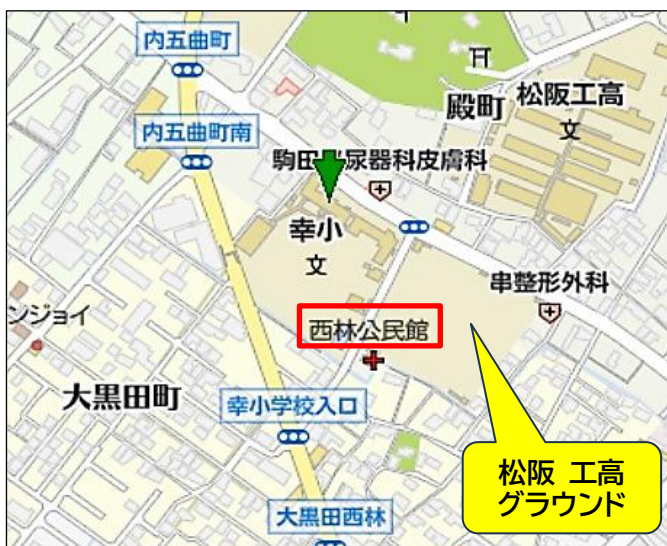 内五曲町
内五曲町南
殿町
松阪工高
文
駒田
尿器科皮膚科
幸小
文
串整形外科
ンジョイ
西林公民館
大黒田町
幸小学校入口
大黒田西林
松阪 工高
グラウンド